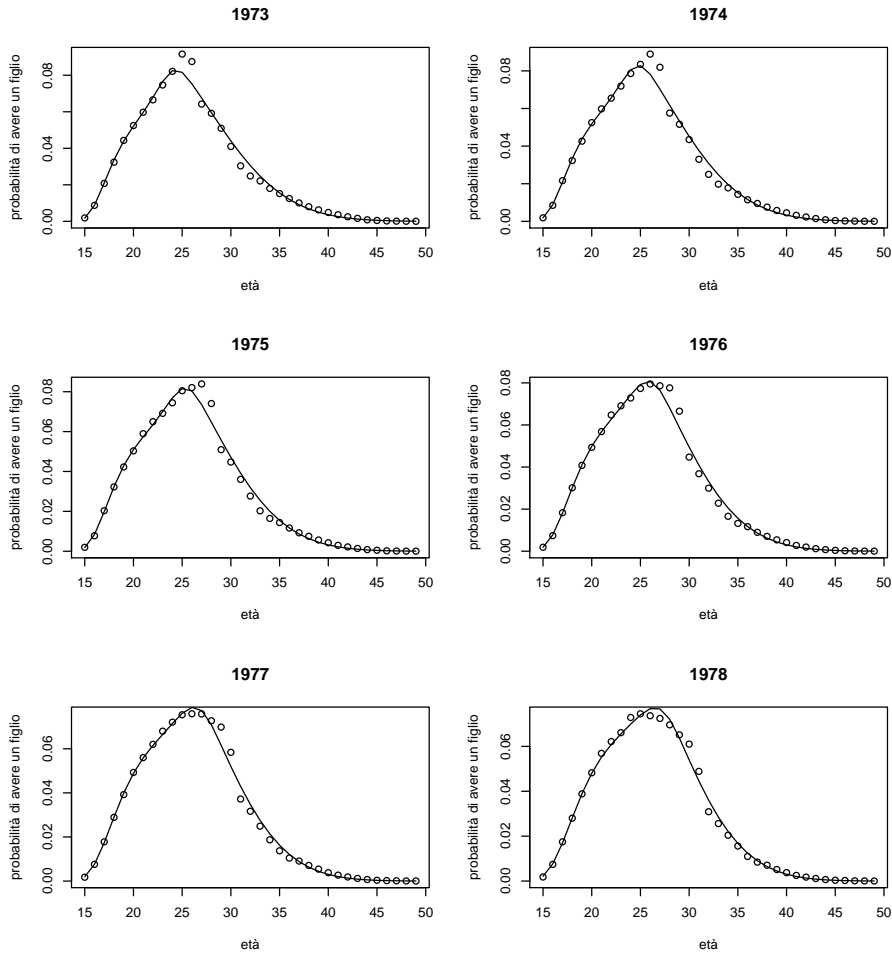 1973
probabilità di avere un figlio
0.00 0.04 0.08
15 20 25 30 35 40 45 50
età
1974
probabilità di avere un figlio
0.00 0.04 0.08
15 20 25 30 35 40 45 50
età
1975
probabilità di avere un figlio
0.00 0.02 0.04 0.06 0.08
15 20 25 30 35 40 45 50
età
1976
probabilità di avere un figlio
0.00 0.02 0.04 0.06 0.08
15 20 25 30 35 40 45 50
età
1977
probabilità di avere un figlio
0.00 0.02 0.04 0.06
15 20 25 30 35 40 45 50
età
1978
probabilità di avere un figlio
0.00 0.02 0.04 0.06
15 20 25 30 35 40 45 50
età